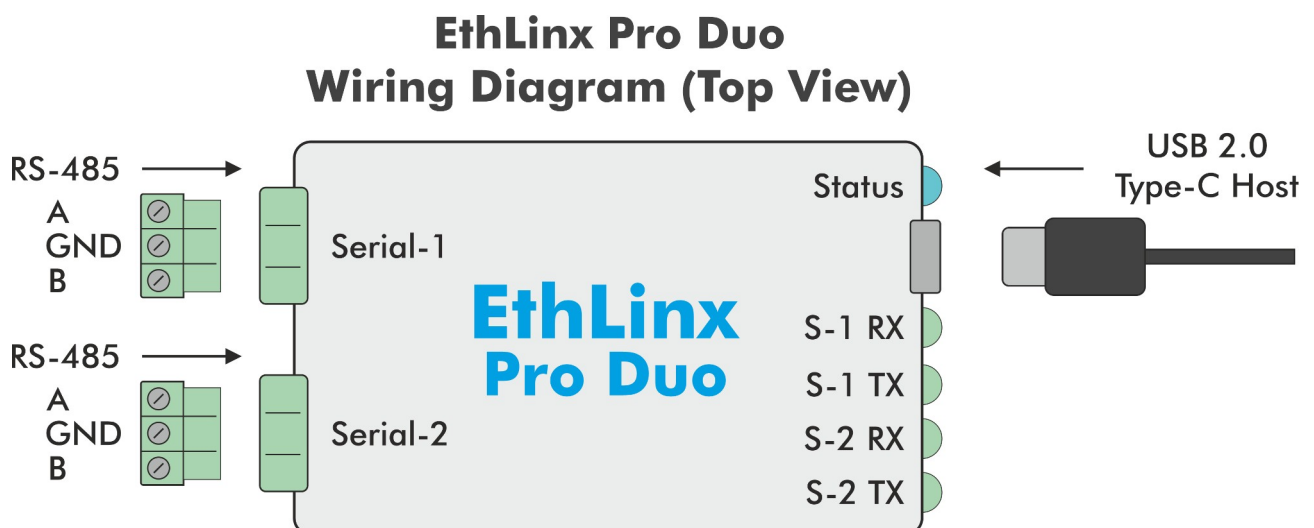 EthLinx Pro Duo
Wiring Diagram (Top View)
RS-485
A
GND
B
Serial-1
RS-485
A
GND
B
Serial-2
EthLinx
Pro Duo
Status
S-1 RX
S-1 TX
S-2 RX
S-2 TX
USB 2.0
Type-C Host